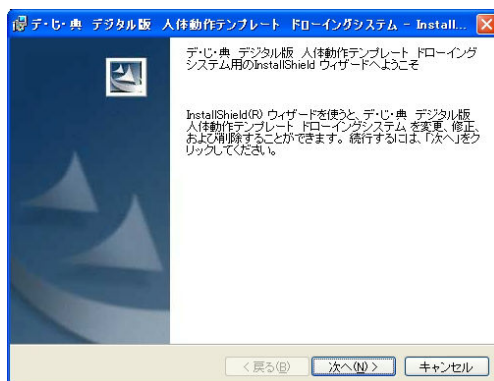 デ・じ・典 デジタル版 人体動作テンプレート ドローイングシステム - Install...
デ・じ・典 デジタル版 人体動作テンプレート ドローイング
システム用のInstallShield ウィザードへようこそ
InstallShield(R) ウィザードを使うと、デ・じ・典 デジタル版
人体動作テンプレート ドローイングシステム を変更、修正、
および削除することができます。続行するには、「次へ」をク
リックしてください。
< 戻る(B)
次へ(N) >
キャンセル